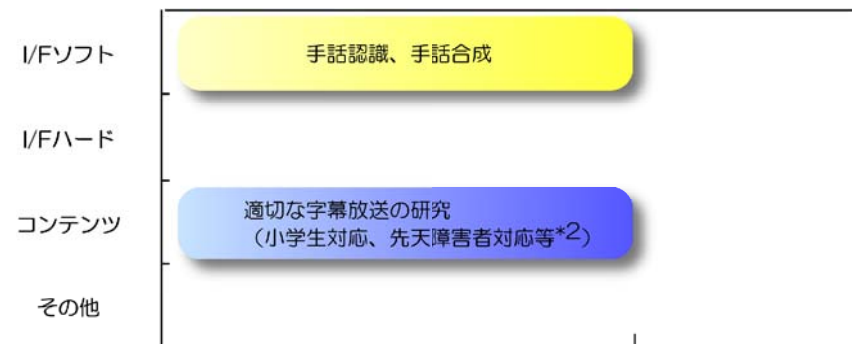 I/Fソフト
手話認識、手話合成
I/Fハード
コンテンツ
適切な字幕放送の研究
（小学生対応、先天障害者対応等*2）
その他